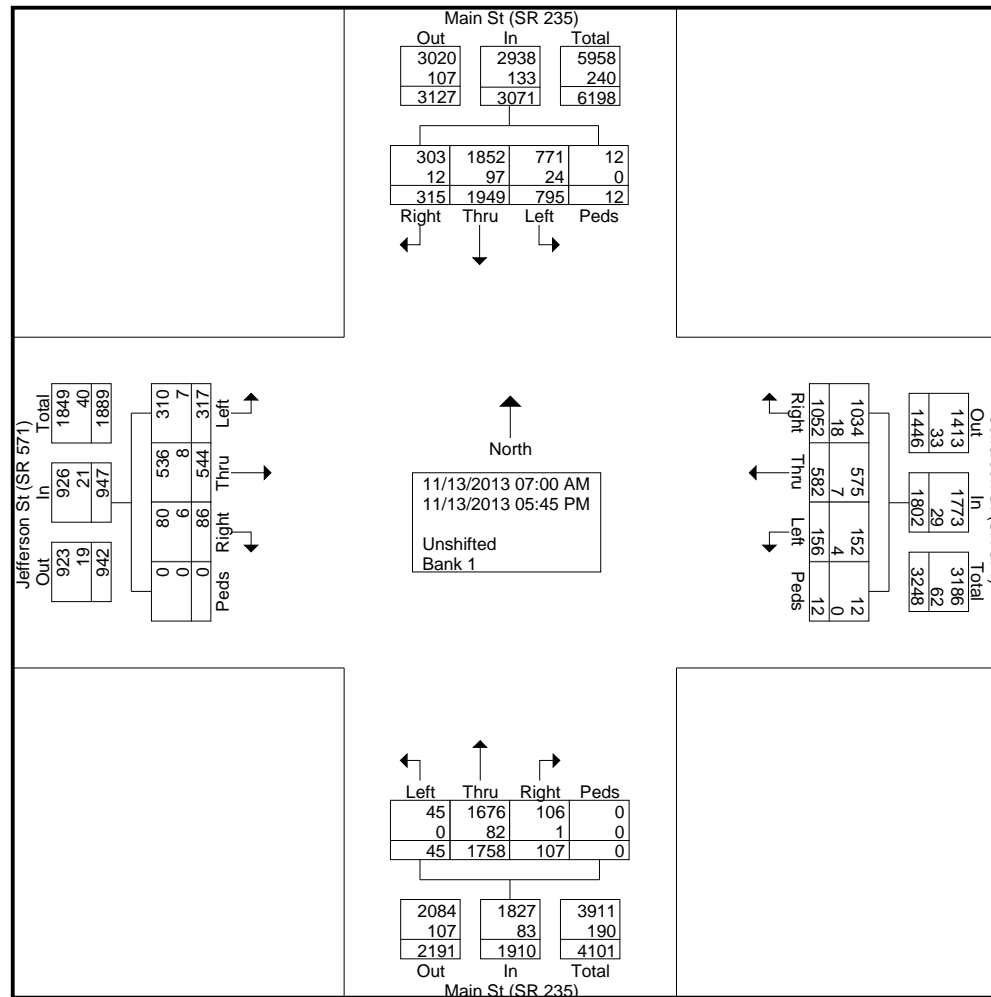 Main St (SR 235)
Out In Total
3020 2938 5958
107 133 240
3127 3071 6198
303 1852 771 12
12 97 24 0
315 1949 795 12
Right Thru Left Peds
Jefferson St (SR 571)
Total In Out
1849 926 923
40 21 19
1889 947 942
310 536 80 0
7 8 6 0
317 544 86 0
Left Thru Right Peds
North
11/13/2013 07:00 AM
11/13/2013 05:45 PM
Unshifted
Bank 1
Right Thru Left Peds
1034 575 152 12
18 7 4 0
1052 582 156 12
Out In Total
1413 1773 3186
33 29 62
1446 1802 3248
Left Thru Right Peds
45 1676 106 0
0 82 1 0
45 1758 107 0
2084 1827 3911
107 83 190
2191 1910 4101
Out In Total
Main St (SR 235)